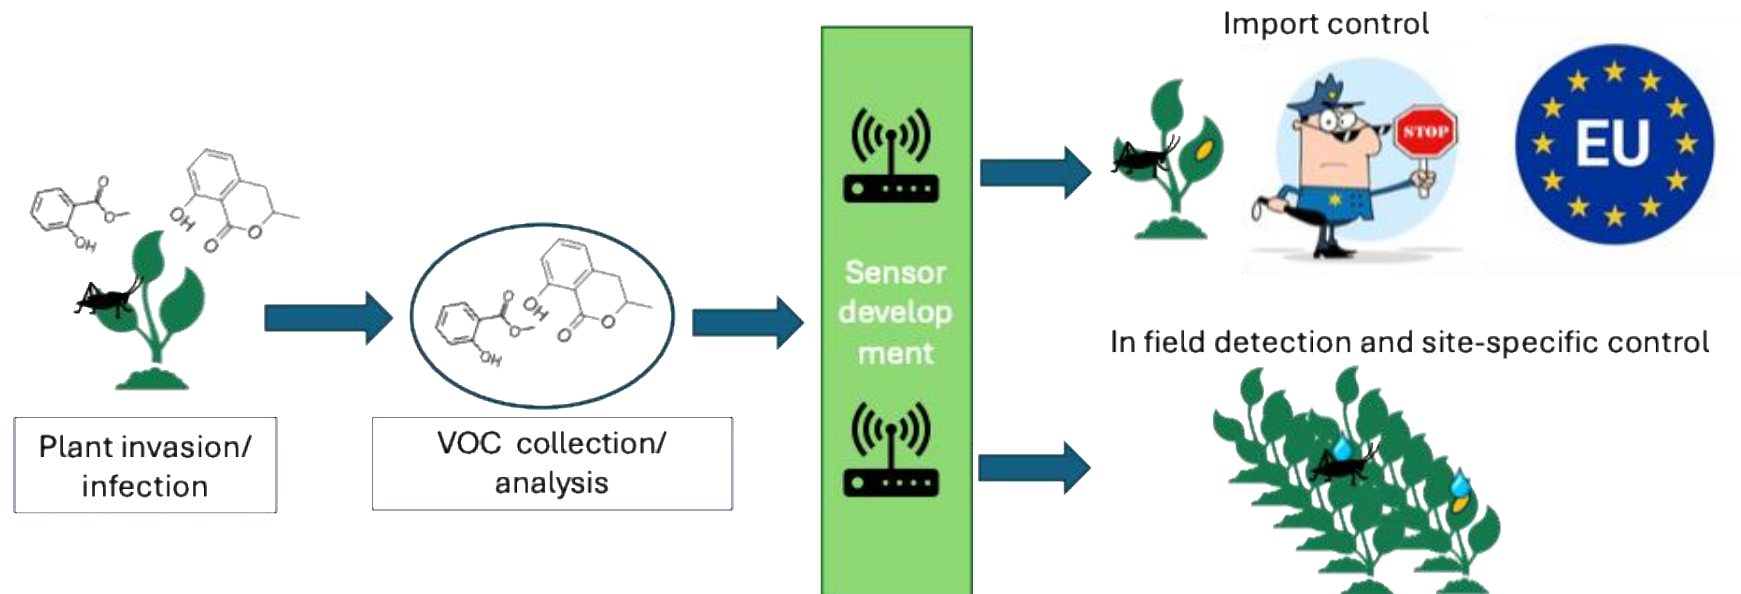 Import control
STOP
EU
OH
OH
O
O
O
O
OH
OH
O
O
O
O
Sensor
develop
ment
In field detection and site-specific control
Plant invasion/
infection
VOC collection/
analysis